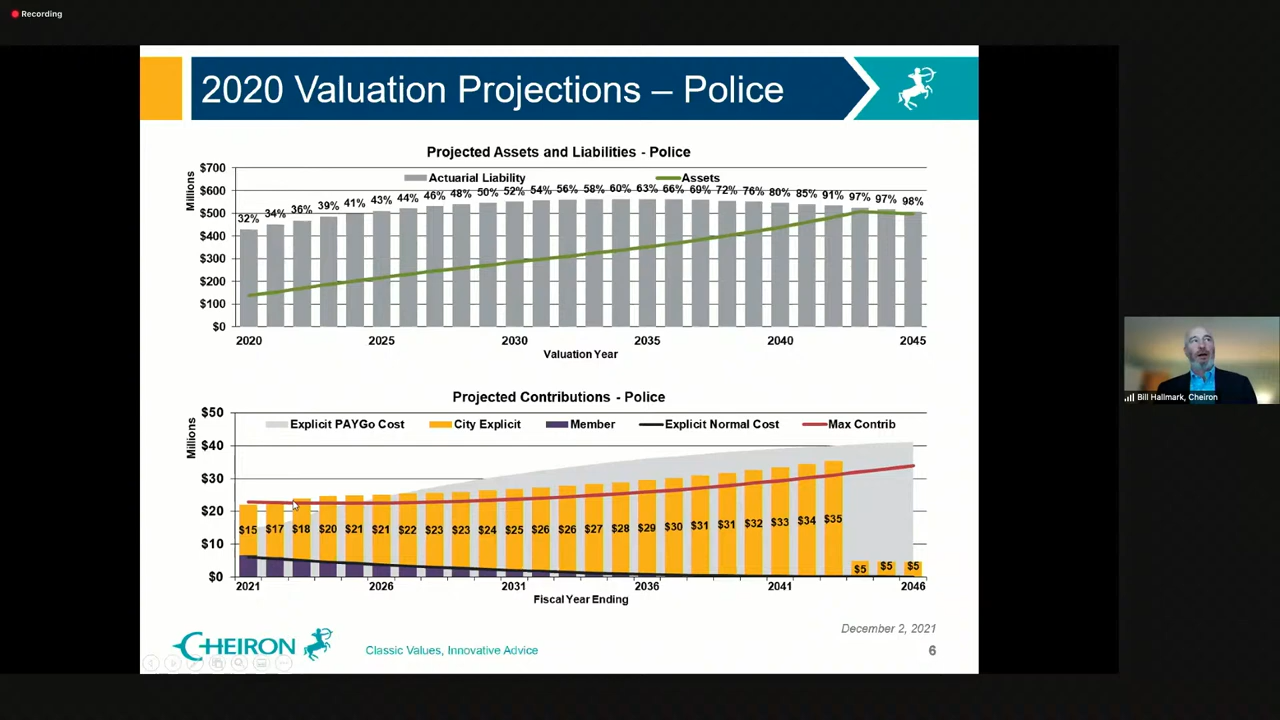 Recording
2020 Valuation Projections – Police
Projected Assets and Liabilities - Police
Millions
$700
$600
$500
$400
$300
$200
$100
$0
Actuarial Liability
Assets
32% 34% 36% 39% 41% 43% 44% 46% 48% 50% 52% 54% 56% 58% 60% 63% 66% 69% 72% 76% 80% 85% 91% 97% 97% 98%
2020 2025 2030 2035 2040 2045
Valuation Year
Projected Contributions - Police
Millions
$50
$40
$30
$20
$10
$0
Explicit PAYGo Cost City Explicit Member Explicit Normal Cost Max Contrib
$15 $17 $18 $20 $21 $21 $22 $23 $23 $24 $25 $26 $26 $27 $28 $29 $30 $31 $31 $32 $33 $34 $35 $5 $5 $5
2021 2026 2031 2036 2041 2046
Fiscal Year Ending
Bill Hallmark, Cheiron
December 2, 2021
CHEIRON
Classic Values, Innovative Advice
6